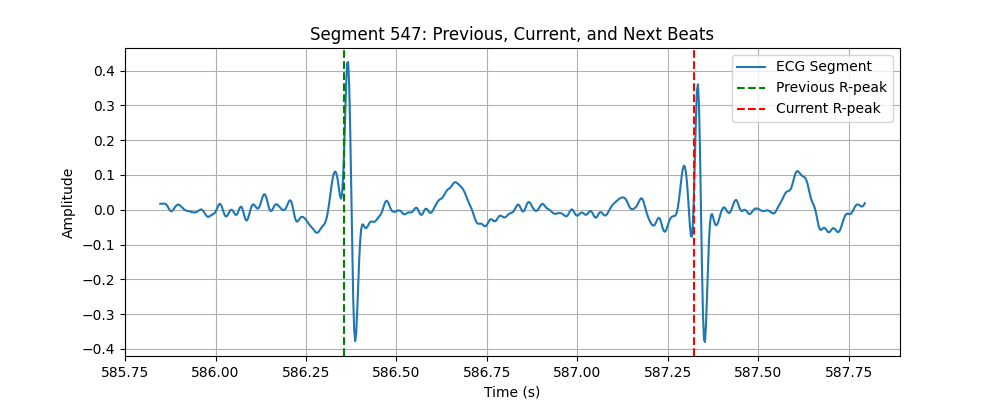 Segment 547: Previous, Current, and Next Beats
ECG Segment
Previous R-peak
Current R-peak
Amplitude
0.4
0.3
0.2
0.1
0.0
−0.1
−0.2
−0.3
−0.4
585.75 586.00 586.25 586.50 586.75 587.00 587.25 587.50 587.75
Time (s)